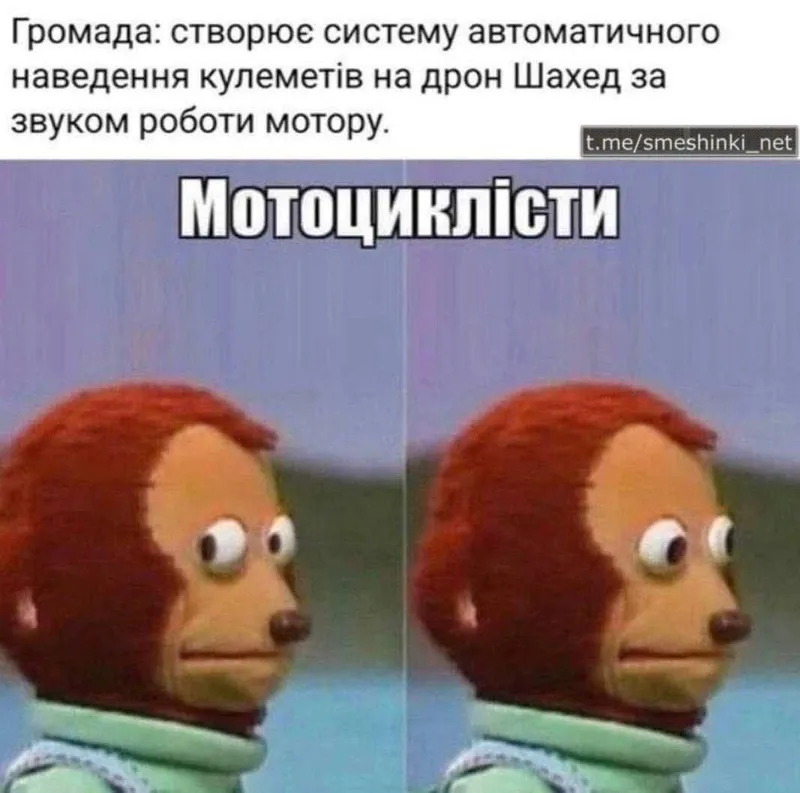 Громада: створює систему автоматичного
наведення кулеметів на дрон Шахед за
звуком роботи мотору.
t.me/smeshinki_net
Мотоциклісти